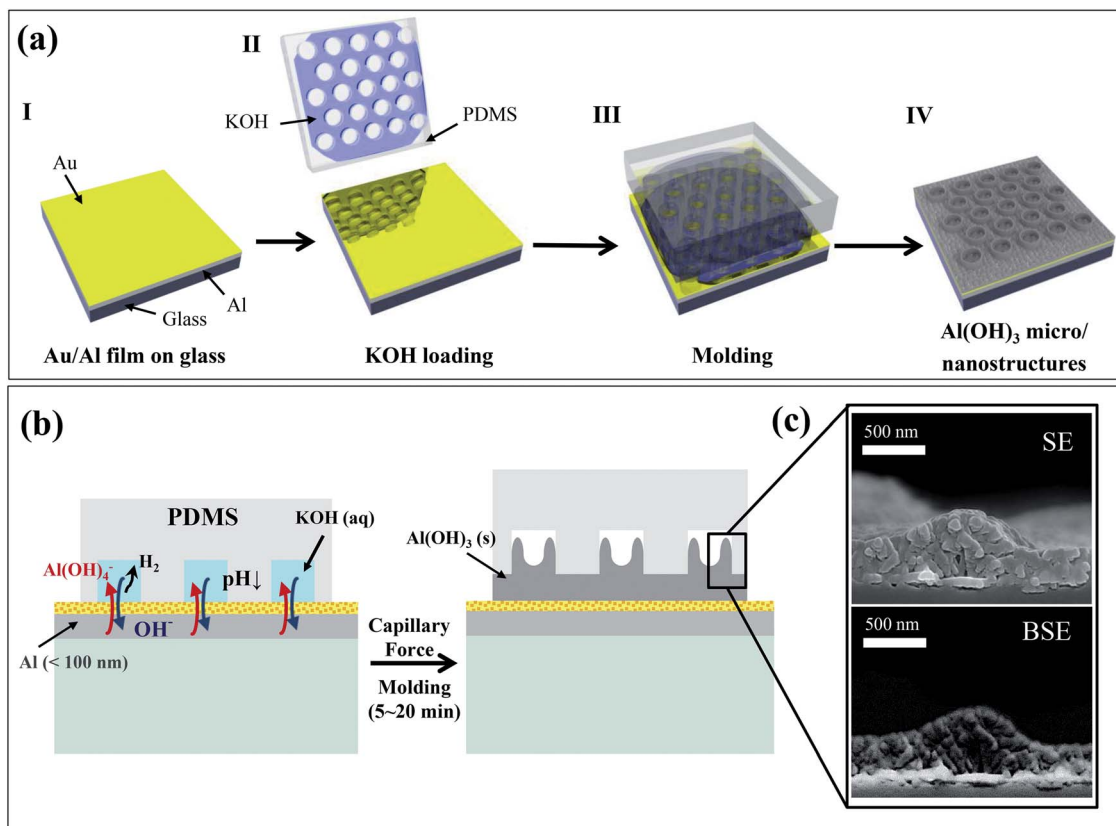 (a)
I
Au
Glass
Al
Au/Al film on glass
II
KOH
PDMS
KOH loading
III
Molding
IV
Al(OH)₃ micro/
nanostructures
(b)
PDMS
KOH (aq)
Al(OH)₄⁻
H₂
pH↓
OH⁻
Al (< 100 nm)
Capillary
Force
Molding
(5~20 min)
Al(OH)₃ (s)
(c)
500 nm
SE
500 nm
BSE